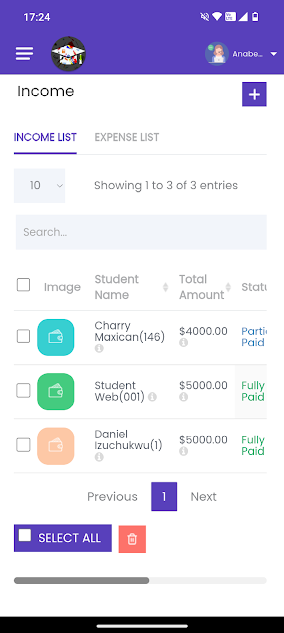 17:24
Anabe...
Income
+
INCOME LIST EXPENSE LIST
10 Showing 1 to 3 of 3 entries
Search...
Image Student Name Total Amount Statu
Charry Maxican(146) $4000.00 Partia Paid
Student Web(001) $5000.00 Fully Paid
Daniel Izuchukwu(1) $5000.00 Fully Paid
Previous 1 Next
SELECT ALL